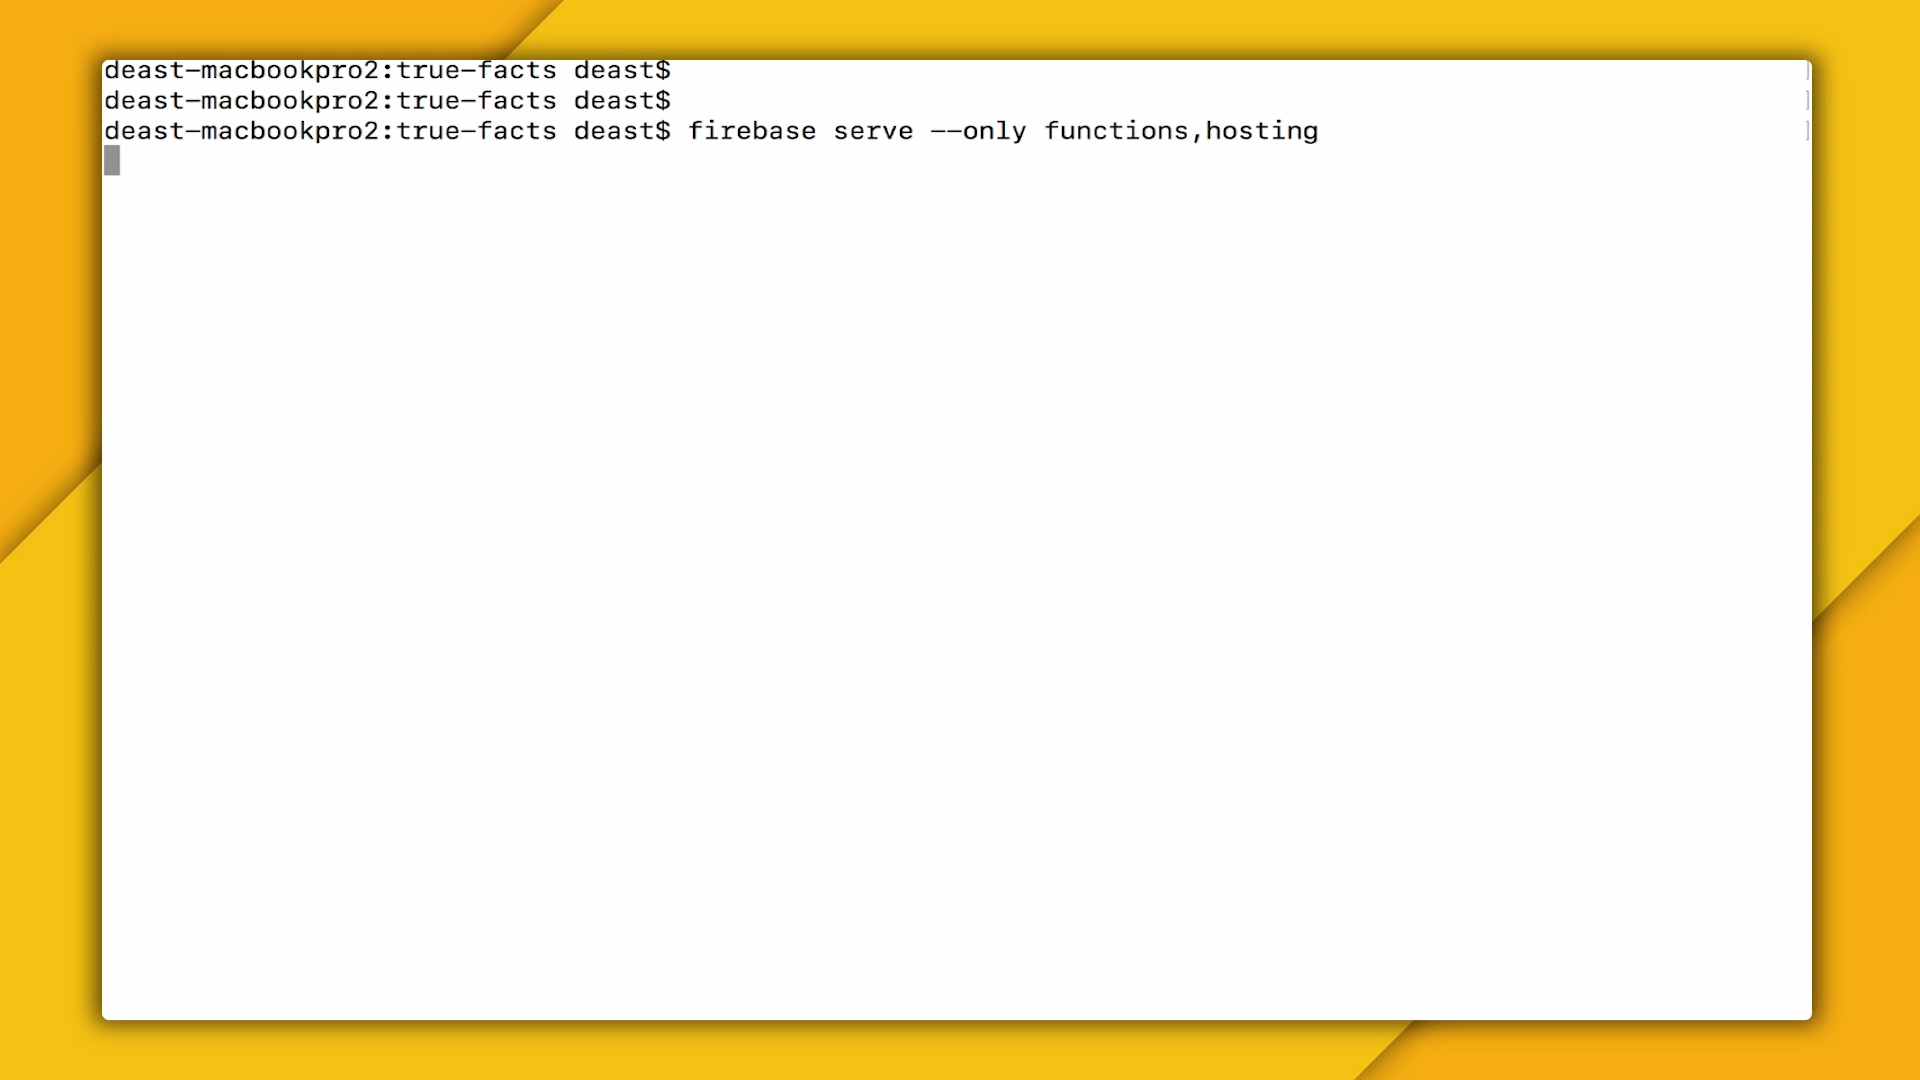 deast-macbookpro2:true-facts deast$
deast-macbookpro2:true-facts deast$
deast-macbookpro2:true-facts deast$ firebase serve --only functions,hosting